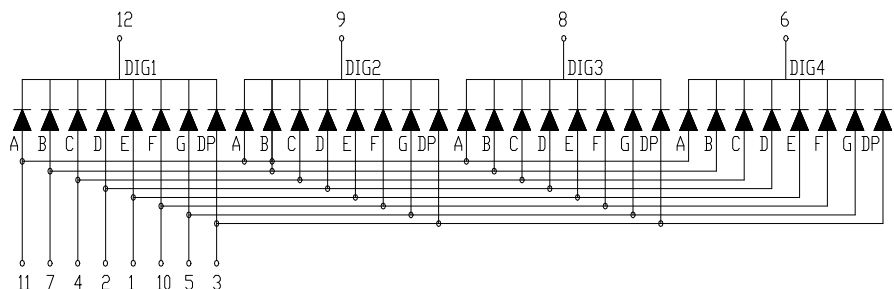 12 9 8 6
DIG1 DIG2 DIG3 DIG4
A B C D E F G DP A B C D E F G DP A B C D E F G DP A B C D E F G DP
11 7 4 2 1 10 5 3